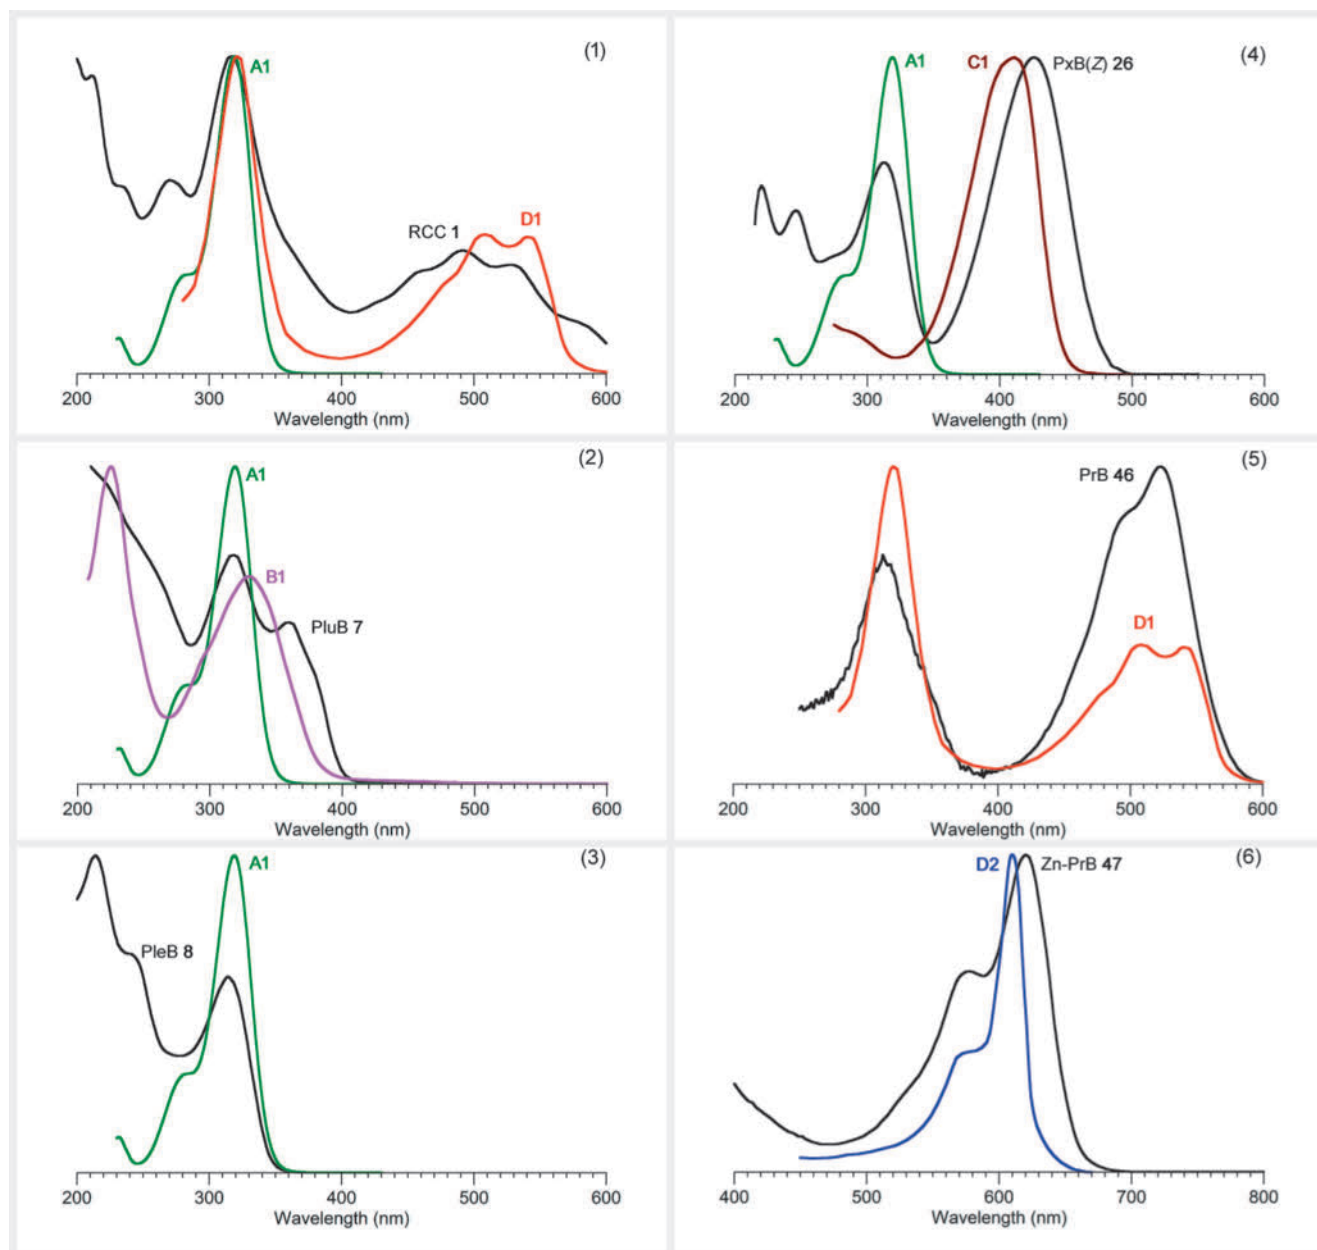 (1)
A1
RCC 1
D1
200 300 400 500 600
Wavelength (nm)
(4)
A1
C1
PxB(Z) 26
200 300 400 500 600
Wavelength (nm)
(2)
A1
B1
PluB 7
200 300 400 500 600
Wavelength (nm)
(5)
PrB 46
D1
200 300 400 500 600
Wavelength (nm)
(3)
A1
PleB 8
200 300 400 500 600
Wavelength (nm)
(6)
D2
Zn-PrB 47
400 500 600 700 800
Wavelength (nm)